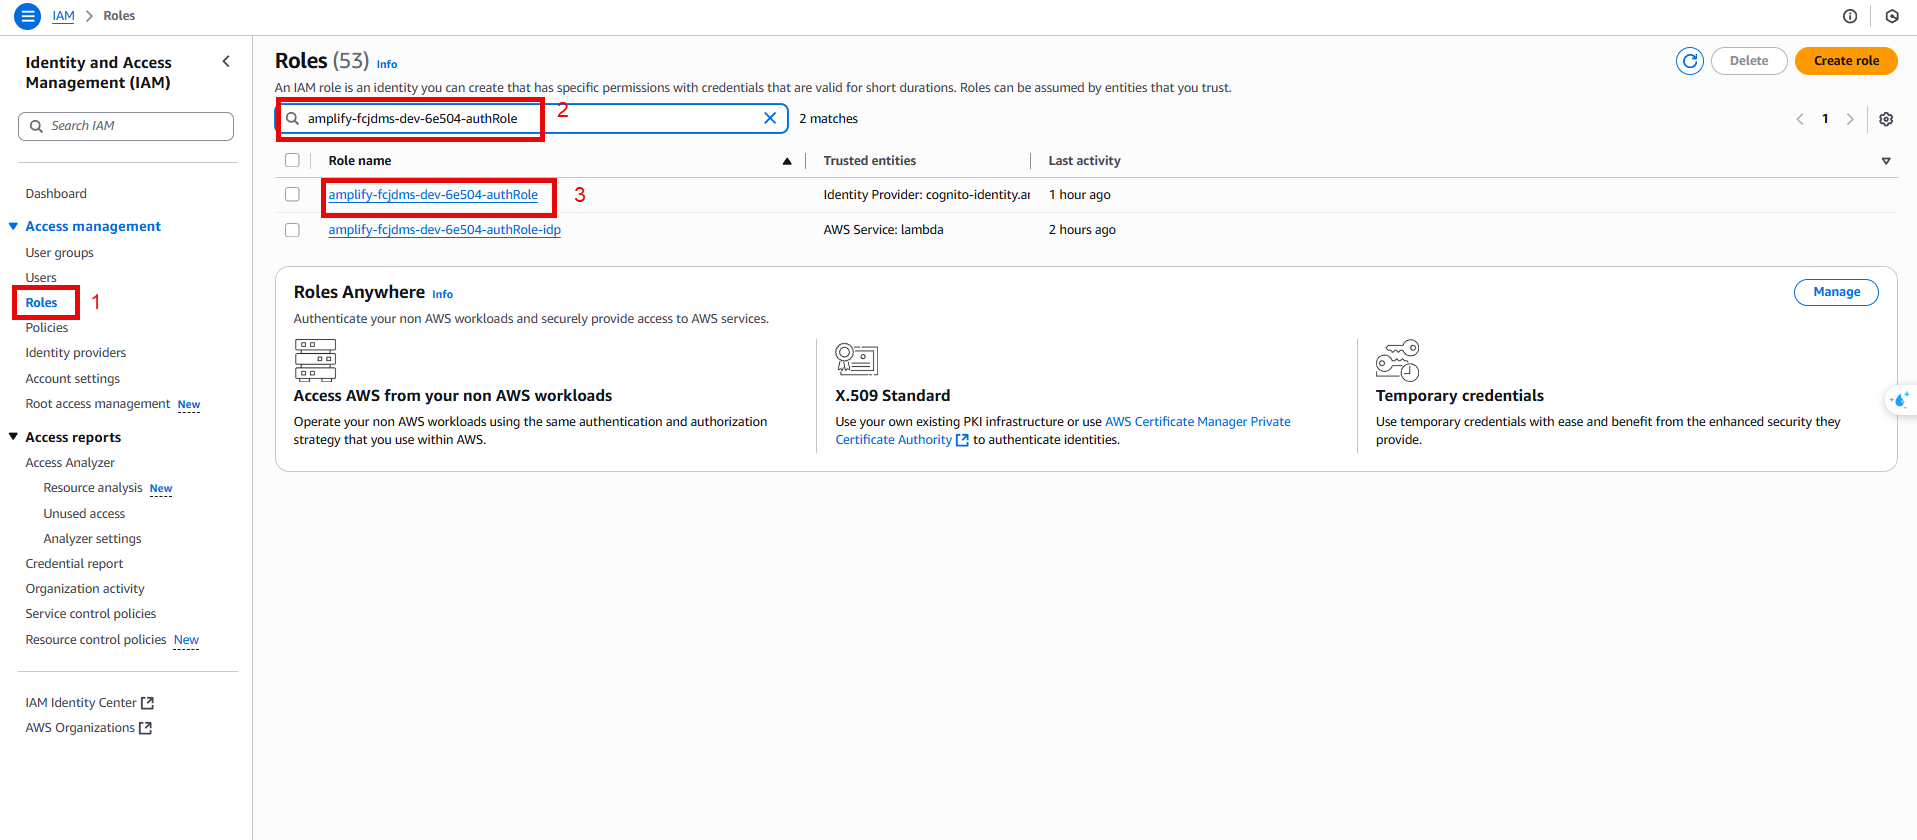 IAM > Roles
Identity and Access
Management (IAM)
Search IAM
Dashboard
Access management
User groups
Users
Roles
1
Policies
Identity providers
Account settings
Root access management New
Access reports
Access Analyzer
Resource analysis New
Unused access
Analyzer settings
Credential report
Organization activity
Service control policies
Resource control policies New
IAM Identity Center
AWS Organizations
Roles (53) Info
Delete
Create role
An IAM role is an identity you can create that has specific permissions with credentials that are valid for short durations. Roles can be assumed by entities that you trust.
amplify-fcjdms-dev-6e504-authRole
2
2 matches
1
Role name
Trusted entities
Last activity
amplify-fcjdms-dev-6e504-authRole
3
Identity Provider: cognito-identity.ar
1 hour ago
amplify-fcjdms-dev-6e504-authRole-idp
AWS Service: lambda
2 hours ago
Roles Anywhere Info
Manage
Authenticate your non AWS workloads and securely provide access to AWS services.
Access AWS from your non AWS workloads
Operate your non AWS workloads using the same authentication and authorization
strategy that you use within AWS.
X.509 Standard
Use your own existing PKI infrastructure or use AWS Certificate Manager Private
Certificate Authority to authenticate identities.
Temporary credentials
Use temporary credentials with ease and benefit from the enhanced security they
provide.